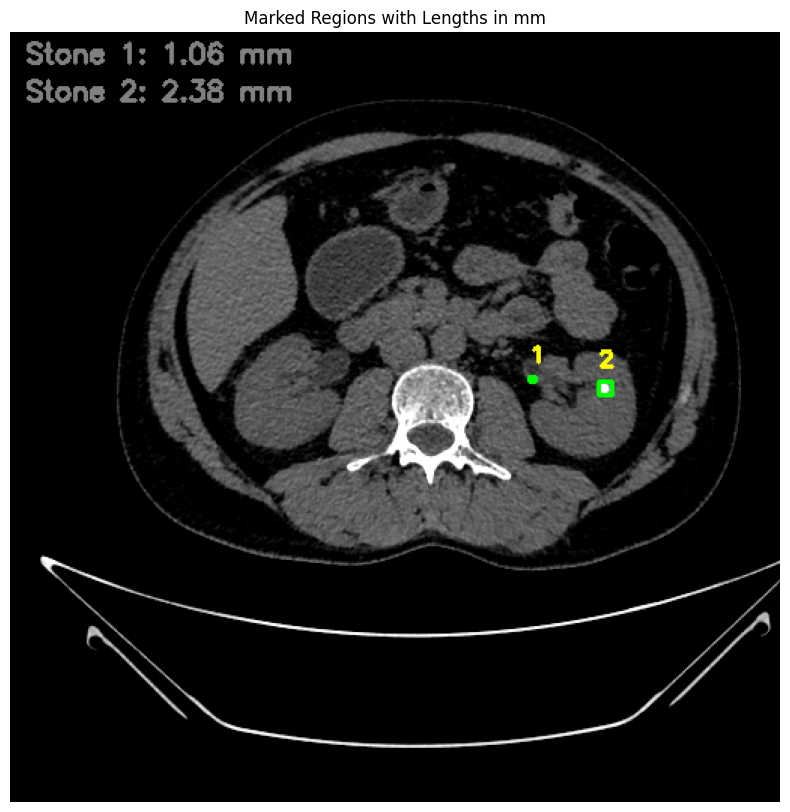 Marked Regions with Lengths in mm
Stone 1: 1.06 mm
Stone 2: 2.38 mm
1
2